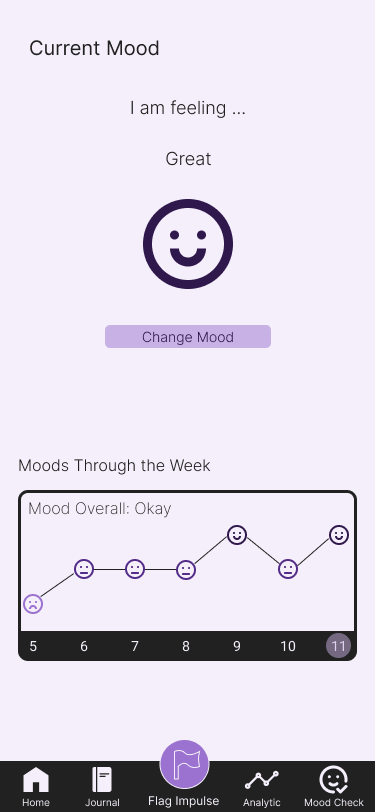 Current Mood
I am feeling ...
Great
Change Mood
Moods Through the Week
Mood Overall: Okay
5 6 7 8 9 10 11
Home Journal Flag Impulse Analytic Mood Check